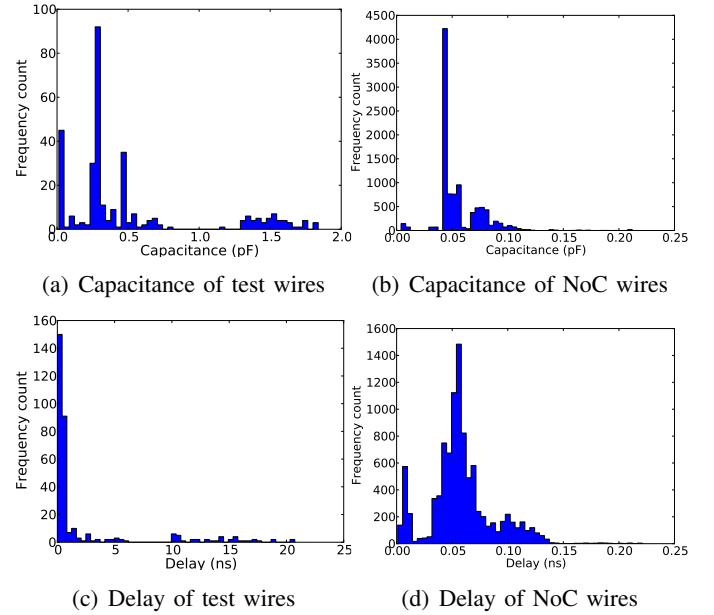 100
80
60
40
20
0
0.0 0.5 1.0 1.5 2.0
Frequency count
Capacitance (pF)
(a) Capacitance of test wires
4500
4000
3500
3000
2500
2000
1500
1000
500
0
0.00 0.05 0.10 0.15 0.20 0.25
Frequency count
Capacitance (pF)
(b) Capacitance of NoC wires
160
140
120
100
80
60
40
20
0
0 5 10 15 20 25
Frequency count
Delay (ns)
(c) Delay of test wires
1600
1400
1200
1000
800
600
400
200
0
0.00 0.05 0.10 0.15 0.20 0.25
Frequency count
Delay (ns)
(d) Delay of NoC wires